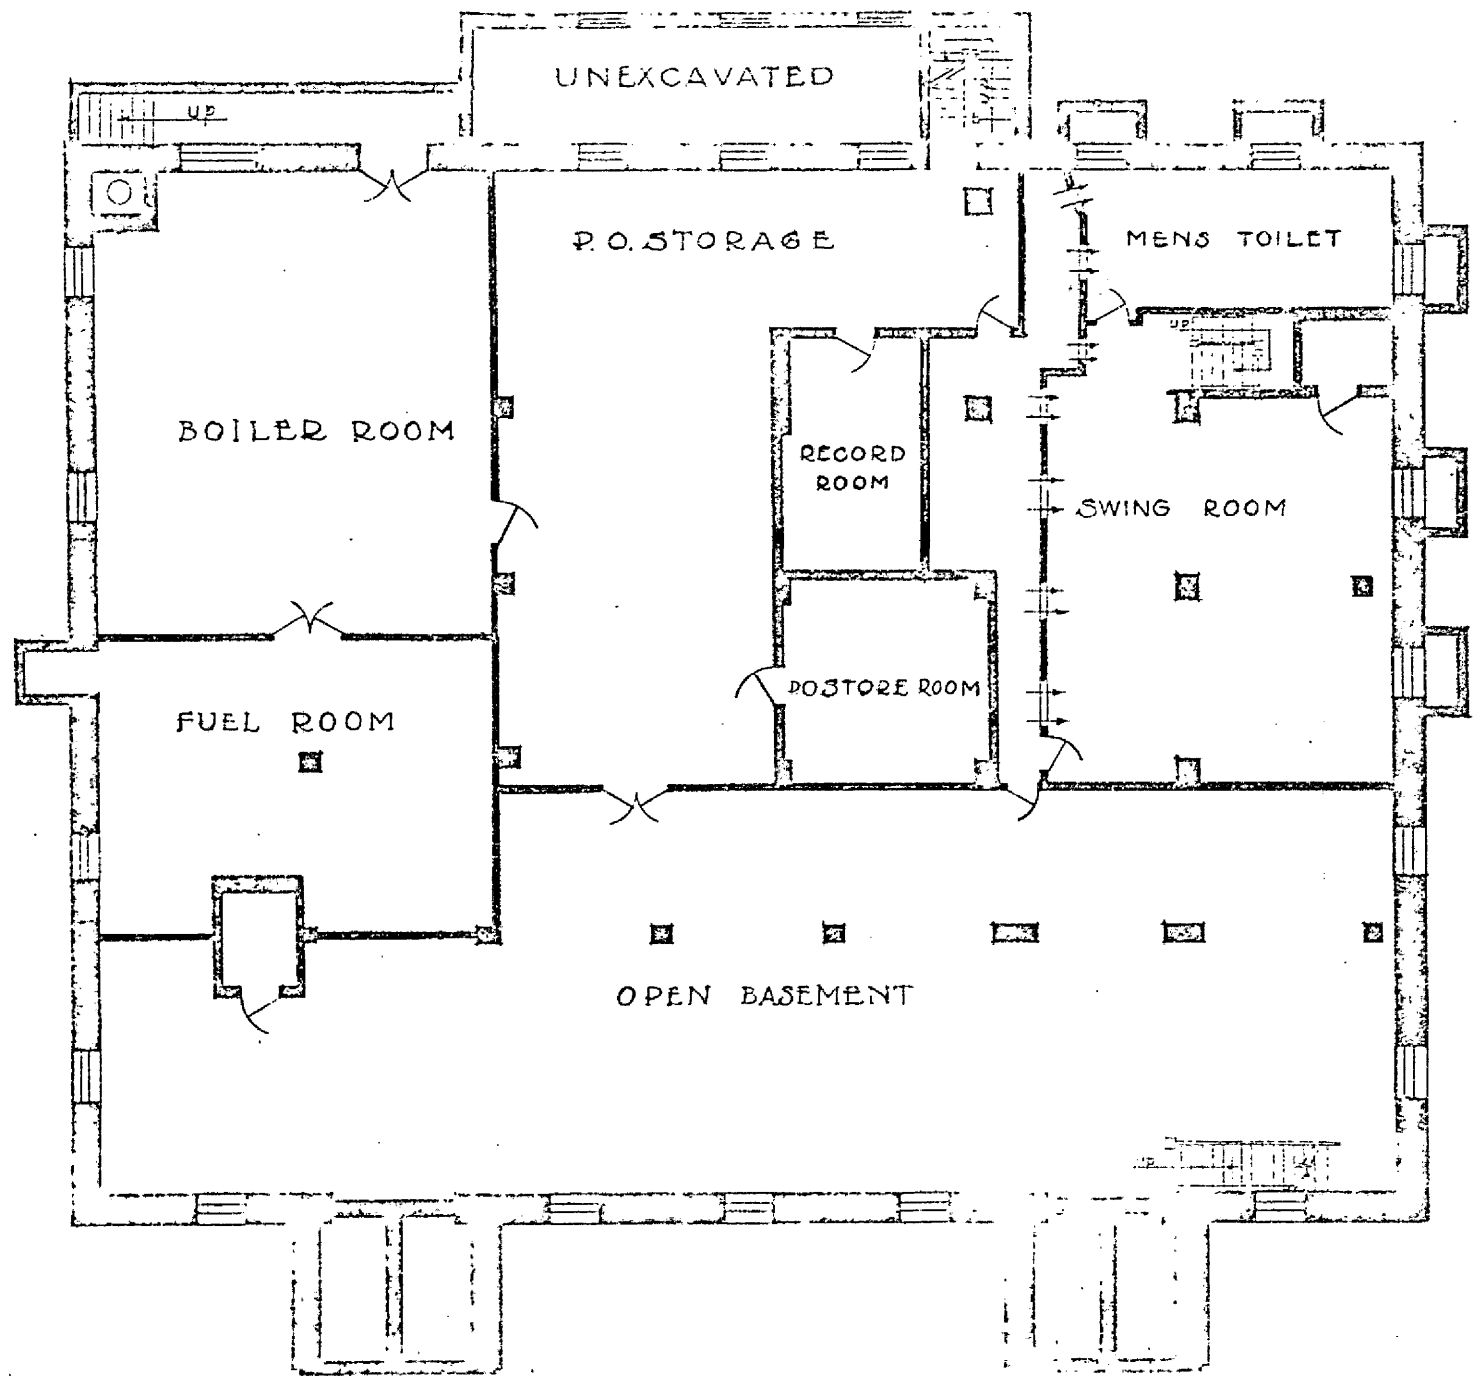 UNEXCAVATED
UP
P.O. STORAGE
MENS TOILET
UP
BOILER ROOM
RECORD
ROOM
SWING ROOM
POSTORE ROOM
FUEL ROOM
OPEN BASEMENT
UP